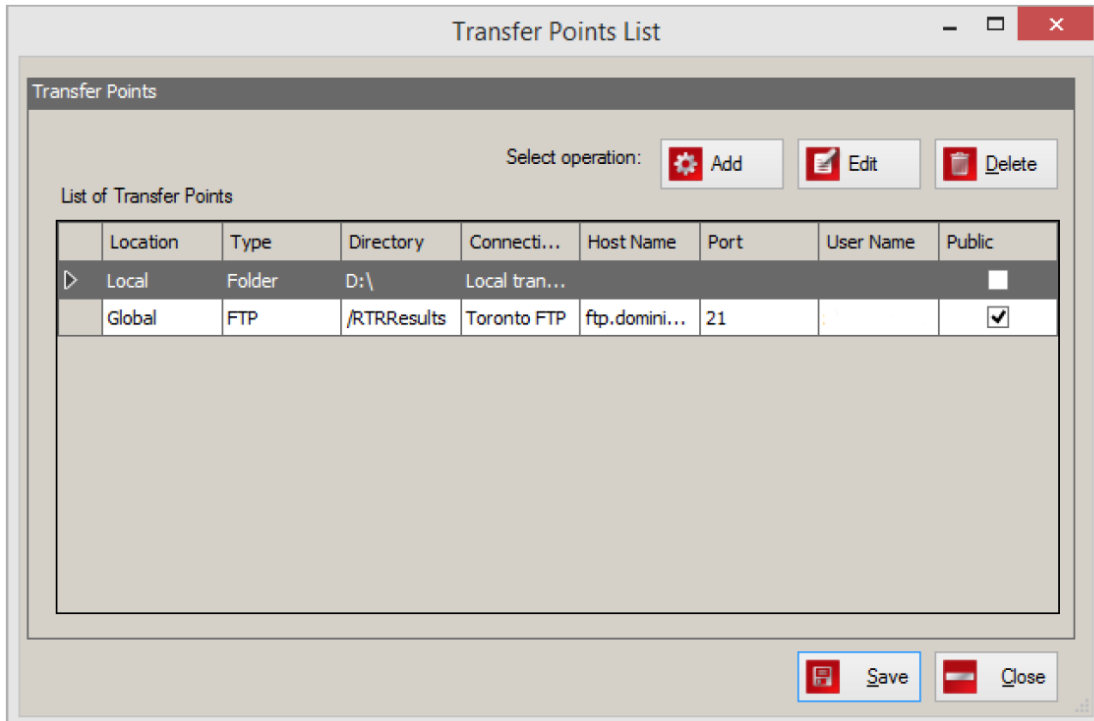 Transfer Points List
Transfer Points
Select operation: Add Edit Delete
List of Transfer Points
Location Type Directory Connecti... Host Name Port User Name Public
Local Folder D:\ Local tran...
Global FTP /RTRResults Toronto FTP ftp.domini... 21
Save Close